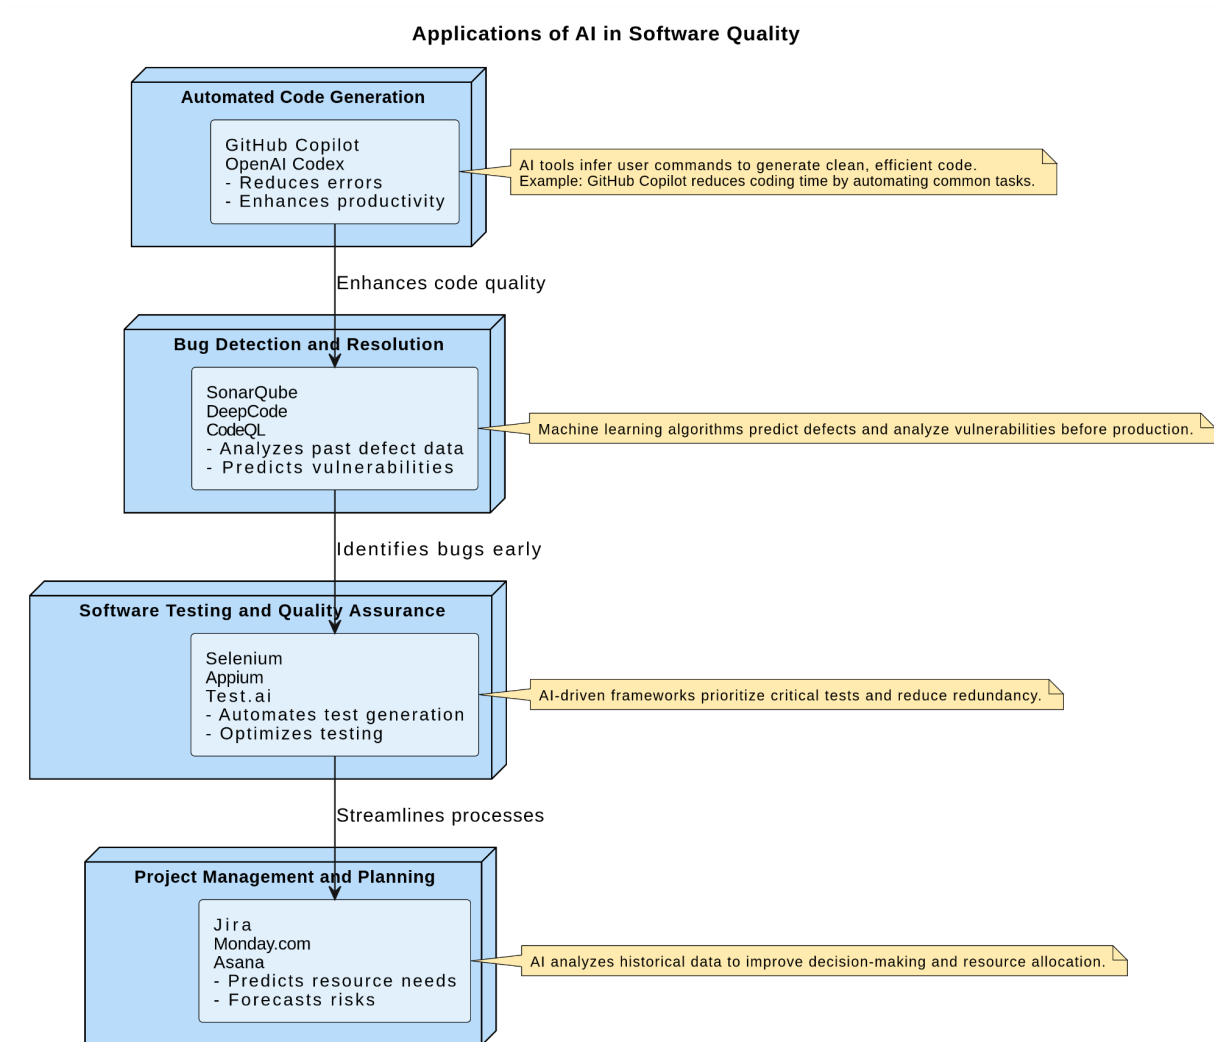 Applications of AI in Software Quality
Automated Code Generation
GitHub Copilot
OpenAI Codex
- Reduces errors
- Enhances productivity
AI tools infer user commands to generate clean, efficient code.
Example: GitHub Copilot reduces coding time by automating common tasks.
Enhances code quality
Bug Detection and Resolution
SonarQube
DeepCode
CodeQL
- Analyzes past defect data
- Predicts vulnerabilities
Machine learning algorithms predict defects and analyze vulnerabilities before production.
Identifies bugs early
Software Testing and Quality Assurance
Selenium
Appium
Test.ai
- Automates test generation
- Optimizes testing
AI-driven frameworks prioritize critical tests and reduce redundancy.
Streamlines processes
Project Management and Planning
Jira
Monday.com
Asana
- Predicts resource needs
- Forecasts risks
AI analyzes historical data to improve decision-making and resource allocation.